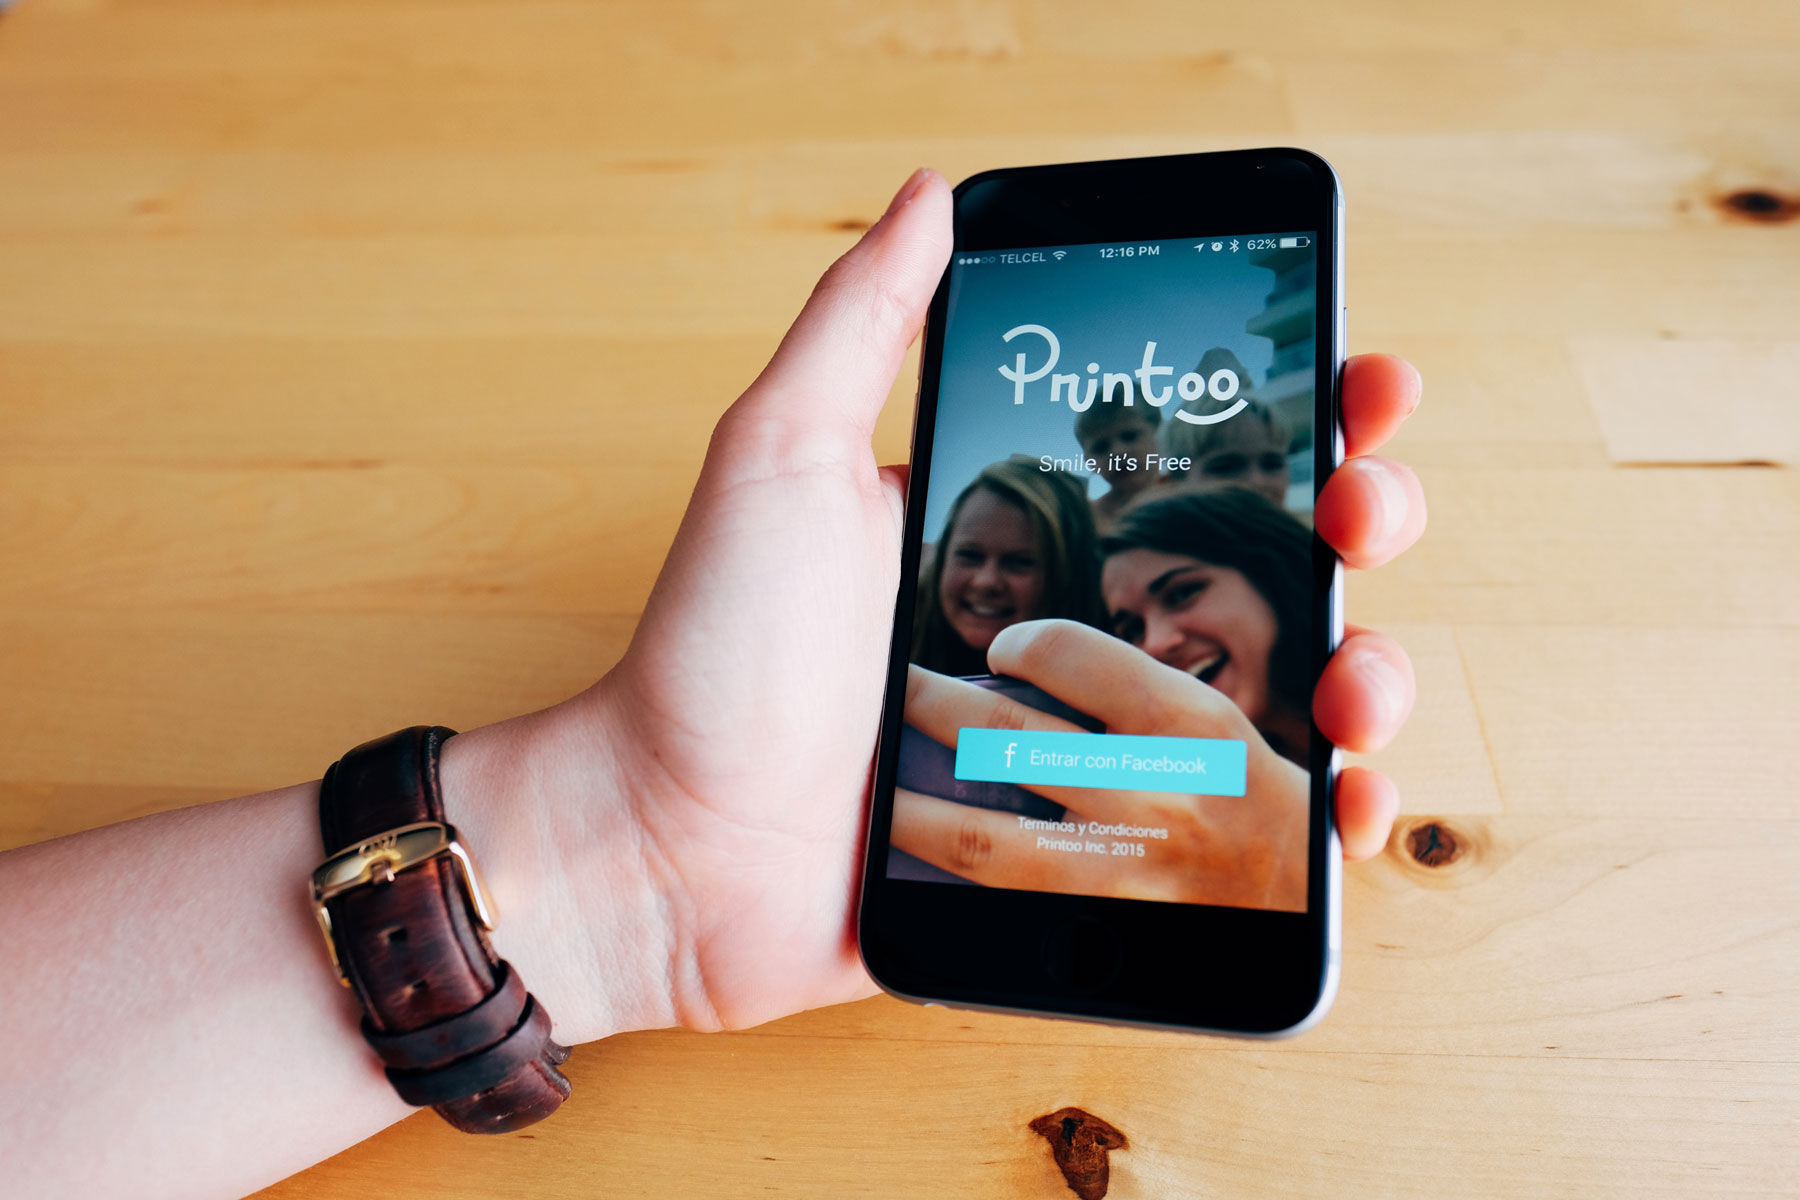 TELCEL 12:16 PM 62%
Printoo
Smile, it's Free
f Entrar con Facebook
Terminos y Condiciones
Printoo Inc. 2015